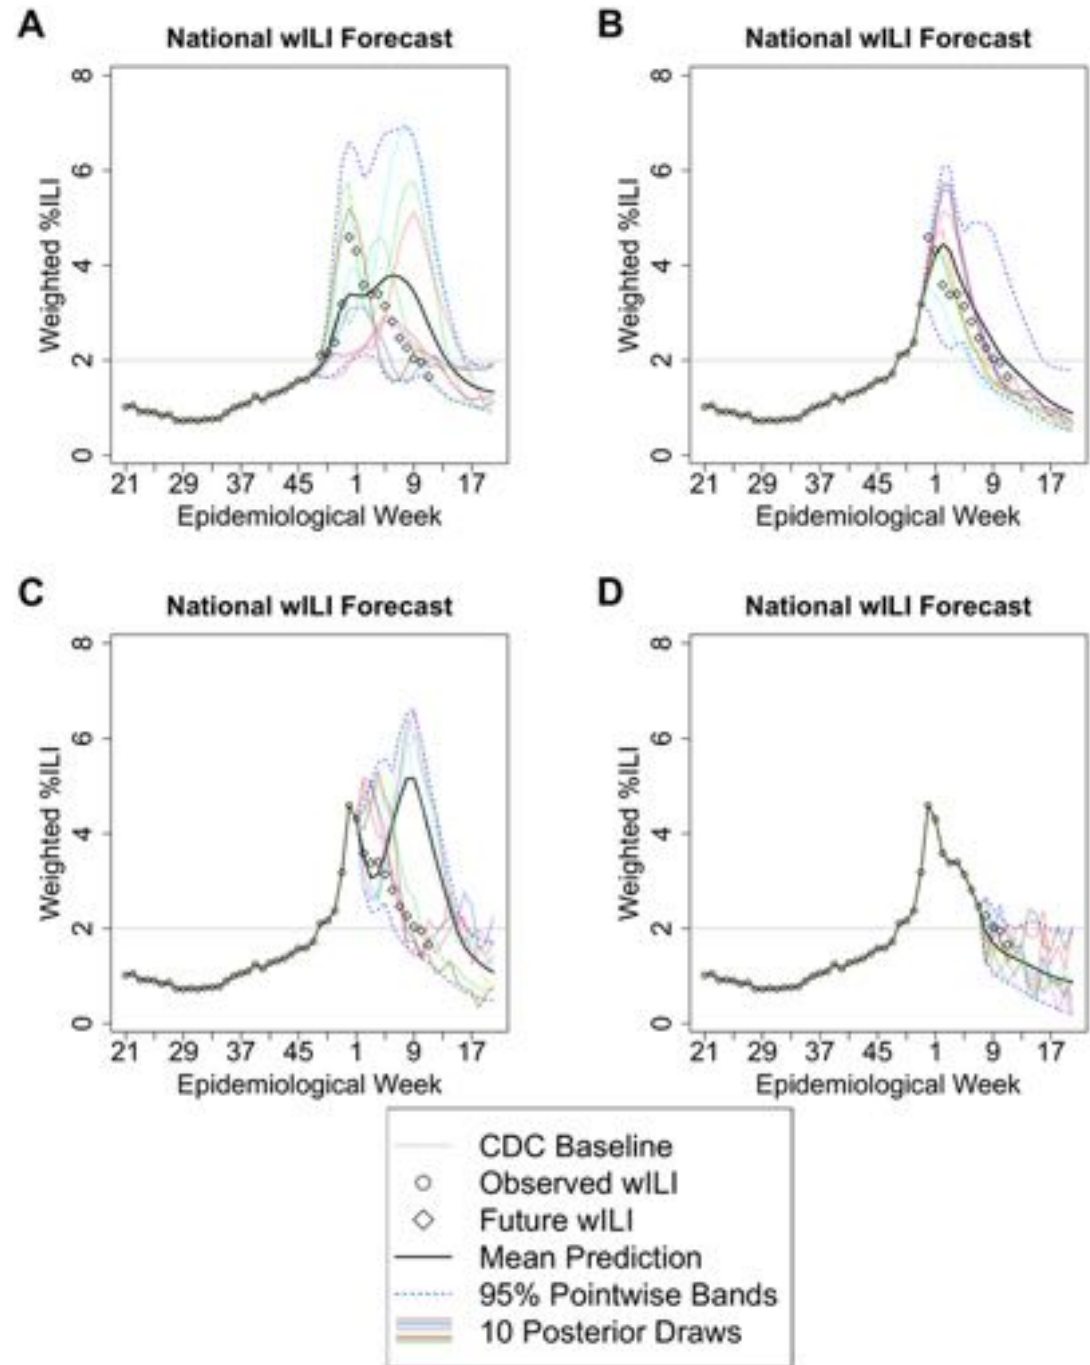 A
National wILI Forecast
Weighted %ILI
8
6
4
2
0
21 29 37 45 1 9 17
Epidemiological Week
B
National wILI Forecast
Weighted %ILI
8
6
4
2
0
21 29 37 45 1 9 17
Epidemiological Week
C
National wILI Forecast
Weighted %ILI
8
6
4
2
0
21 29 37 45 1 9 17
Epidemiological Week
D
National wILI Forecast
Weighted %ILI
8
6
4
2
0
21 29 37 45 1 9 17
Epidemiological Week
CDC Baseline
Observed wILI
Future wILI
Mean Prediction
95% Pointwise Bands
10 Posterior Draws